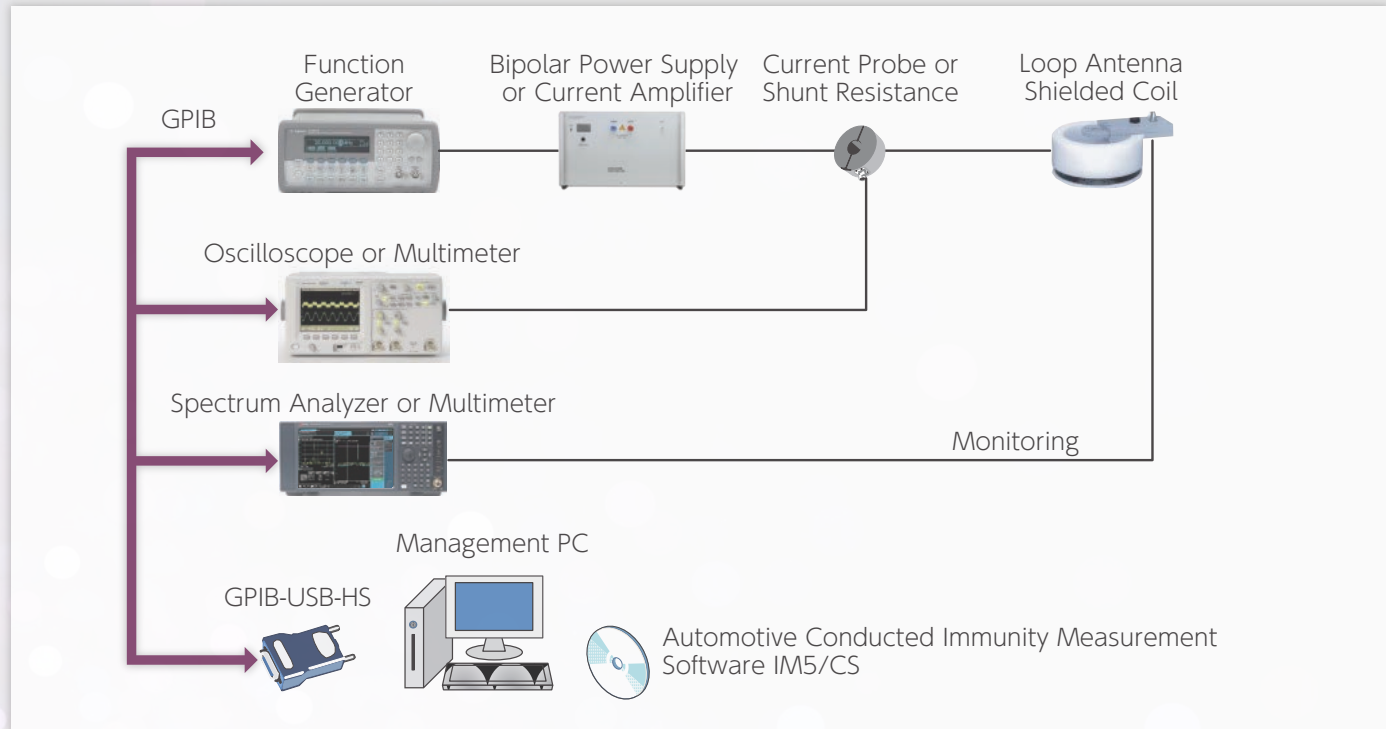 Function
Generator
Bipolar Power Supply
or Current Amplifier
Current Probe or
Shunt Resistance
Loop Antenna
Shielded Coil
GPIB
Oscilloscope or Multimeter
Spectrum Analyzer or Multimeter
Monitoring
Management PC
GPIB-USB-HS
Automotive Conducted Immunity Measurement
Software IM5/CS